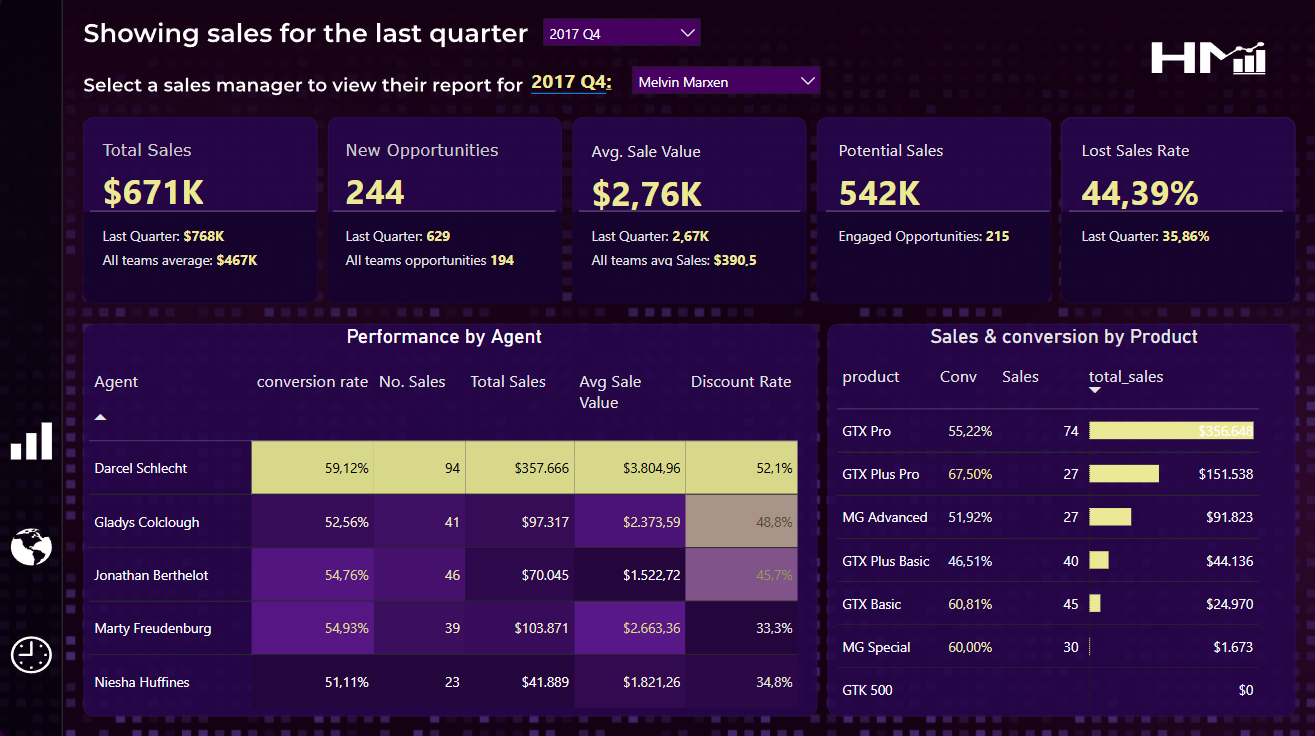 Showing sales for the last quarter 2017 Q4
HM
Select a sales manager to view their report for 2017 Q4: Melvin Marxen
Total Sales
$671K
Last Quarter: $768K
All teams average: $467K
New Opportunities
244
Last Quarter: 629
All teams opportunities 194
Avg. Sale Value
$2,76K
Last Quarter: 2,67K
All teams avg Sales: $390,5
Potential Sales
542K
Engaged Opportunities: 215
Lost Sales Rate
44,39%
Last Quarter: 35,86%
Performance by Agent
Agent conversion rate No. Sales Total Sales Avg Sale Value Discount Rate
Darcel Schlecht 59,12% 94 $357.666 $3.804,96 52,1%
Gladys Colclough 52,56% 41 $97.317 $2.373,59 48,8%
Jonathan Berthelot 54,76% 46 $70.045 $1.522,72 45,7%
Marty Freudenburg 54,93% 39 $103.871 $2.663,36 33,3%
Niesha Huffines 51,11% 23 $41.889 $1.821,26 34,8%
Sales & conversion by Product
product Conv Sales total_sales
GTX Pro 55,22% 74 $356.648
GTX Plus Pro 67,50% 27 $151.538
MG Advanced 51,92% 27 $91.823
GTX Plus Basic 46,51% 40 $44.136
GTX Basic 60,81% 45 $24.970
MG Special 60,00% 30 $1.673
GTK 500 $0